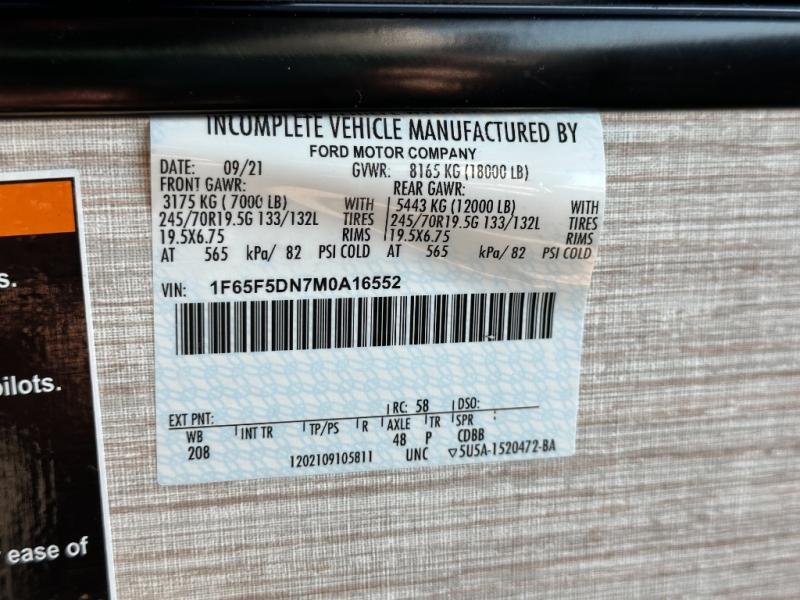 INCOMPLETE VEHICLE MANUFACTURED BY
FORD MOTOR COMPANY
DATE: 09/21 GVWR: 8165 KG (18000 LB)
FRONT GAWR: REAR GAWR:
3175 KG ( 7000 LB) WITH 5443 KG (12000 LB) WITH
245/70R19.5G 133/132L TIRES 245/70R19.5G 133/132L TIRES
19.5X6.75 RIMS 19.5X6.75 RIMS
AT 565 kPa/ 82 PSI COLD AT 565 kPa/ 82 PSI COLD
VIN: 1F65F5DN7M0A16552
EXT PNT: RC: 58 DSO:
WB INT TR TP/PS R AXLE TR SPR :
208 48 P CDBB
1202109105811 UNC ▽5U5A-1520472-BA
s.
pilots.
ease of